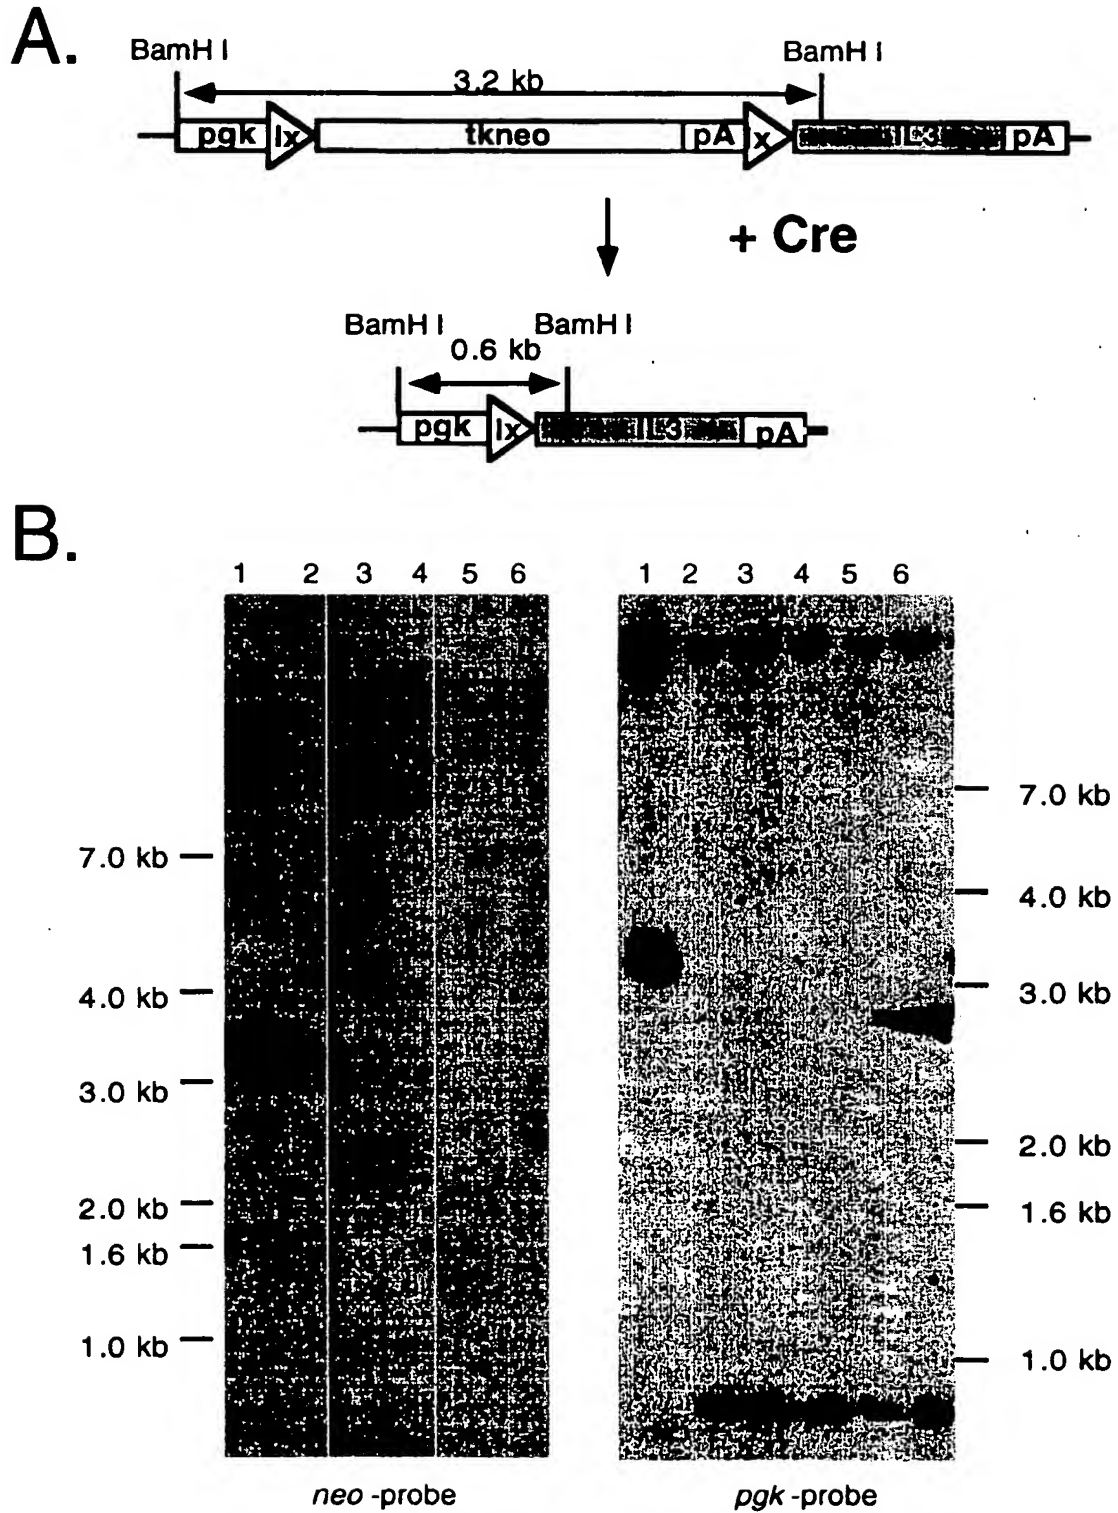 A.
BamH I BamH I
3.2 kb
pgk lx tkneo pA x IL3 pA
+ Cre
BamH I BamH I
0.6 kb
pgk lx IL3 pA
B.
1 2 3 4 5 6
1 2 3 4 5 6
7.0 kb
4.0 kb
3.0 kb
2.0 kb
1.6 kb
1.0 kb
7.0 kb
4.0 kb
3.0 kb
2.0 kb
1.6 kb
1.0 kb
neo -probe
pgk -probe